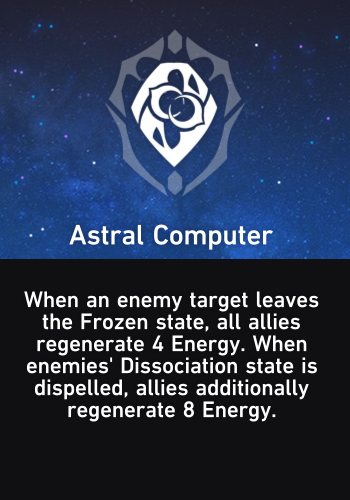 Astral Computer
When an enemy target leaves
the Frozen state, all allies
regenerate 4 Energy. When
enemies' Dissociation state is
dispelled, allies additionally
regenerate 8 Energy.